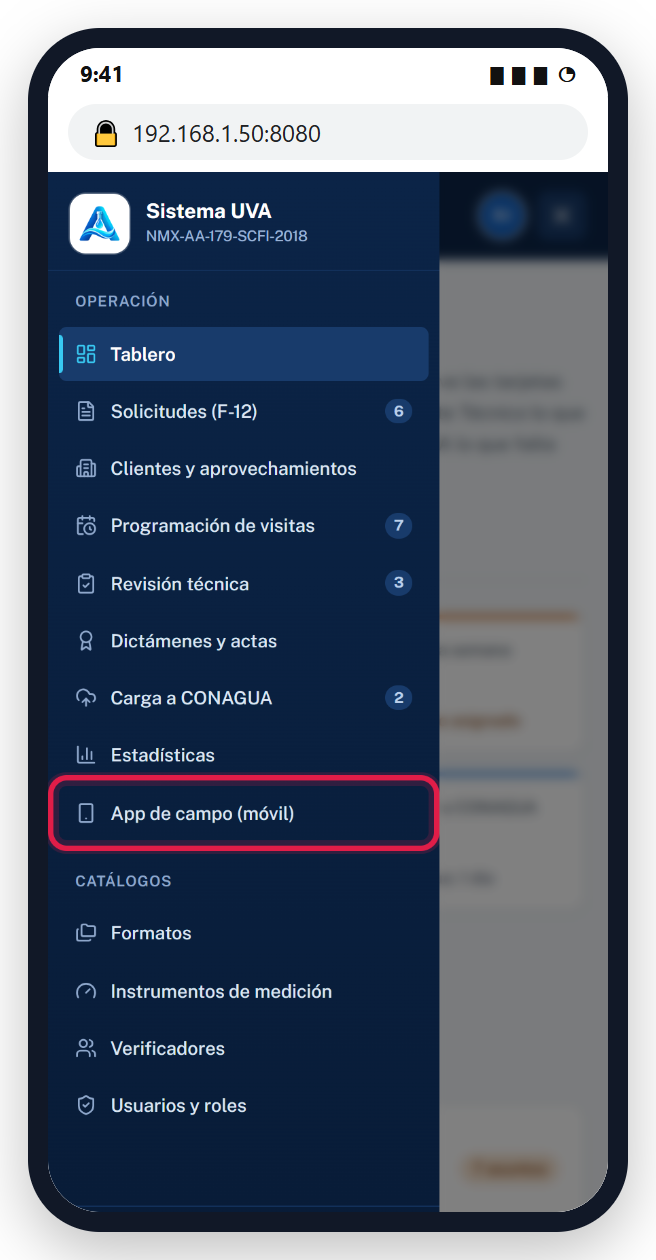 9:41
192.168.1.50:8080
Sistema UVA
NMX-AA-179-SCFI-2018
OPERACIÓN
Tablero
Solicitudes (F-12) 6
Clientes y aprovechamientos
Programación de visitas 7
Revisión técnica 3
Dictámenes y actas
Carga a CONAGUA 2
Estadísticas
App de campo (móvil)
CATÁLOGOS
Formatos
Instrumentos de medición
Verificadores
Usuarios y roles